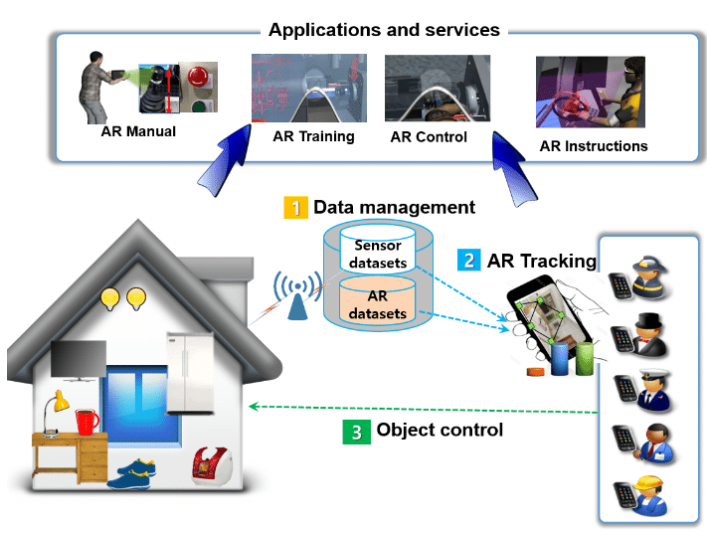 Applications and services
AR Manual
AR Training
AR Control
AR Instructions
1 Data management
Sensor
datasets
AR
datasets
2 AR Tracking
3 Object control